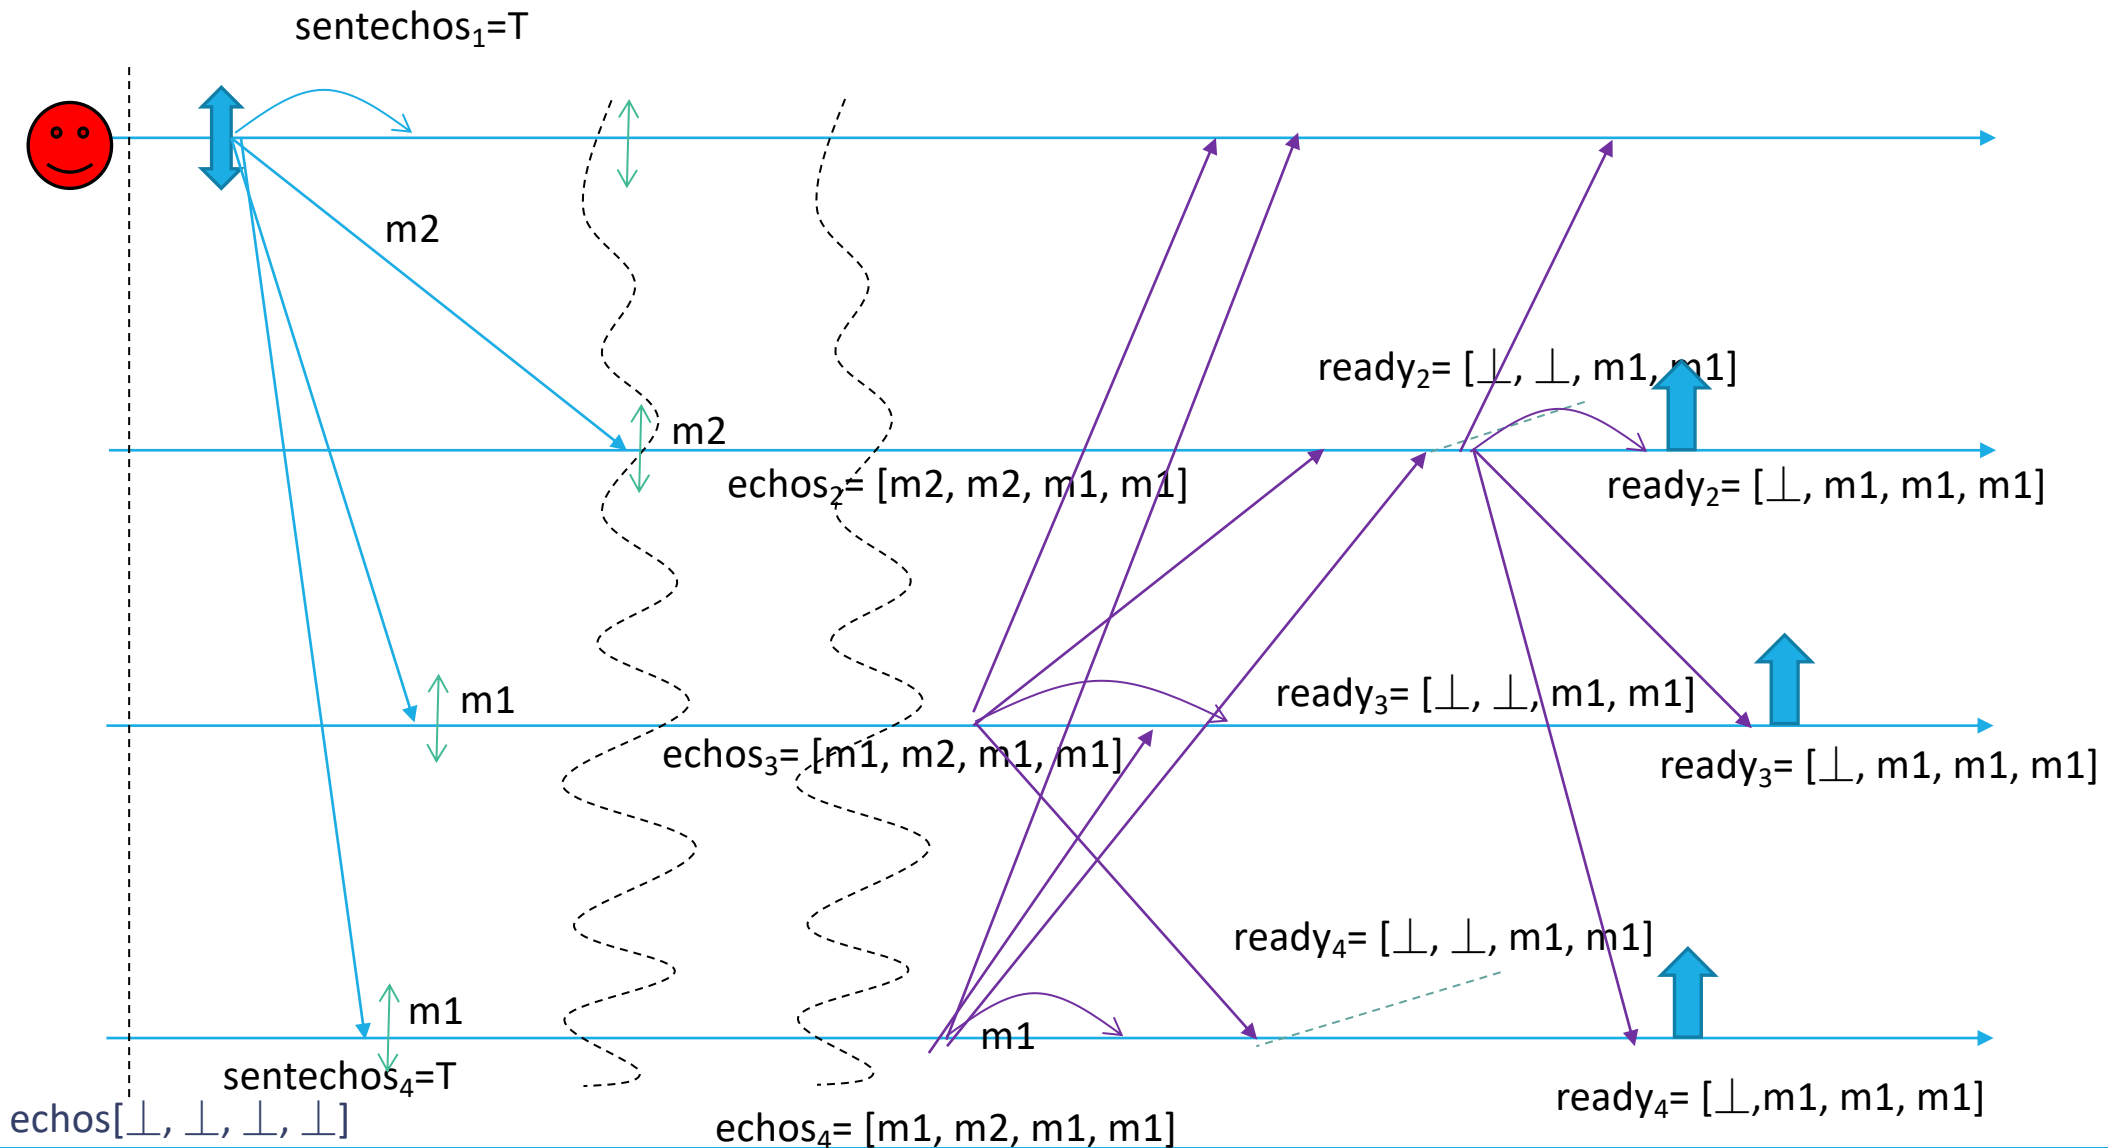 sentechos₁=T
m2
ready₂= [⊥, ⊥, m1, m1]
m2
echos₂= [m2, m2, m1, m1]
ready₂= [⊥, m1, m1, m1]
m1
ready₃= [⊥, ⊥, m1, m1]
echos₃= [m1, m2, m1, m1]
ready₃= [⊥, m1, m1, m1]
ready₄= [⊥, ⊥, m1, m1]
m1
m1
sentechos₄=T
ready₄= [⊥,m1, m1, m1]
echos[⊥, ⊥, ⊥, ⊥]
echos₄= [m1, m2, m1, m1]